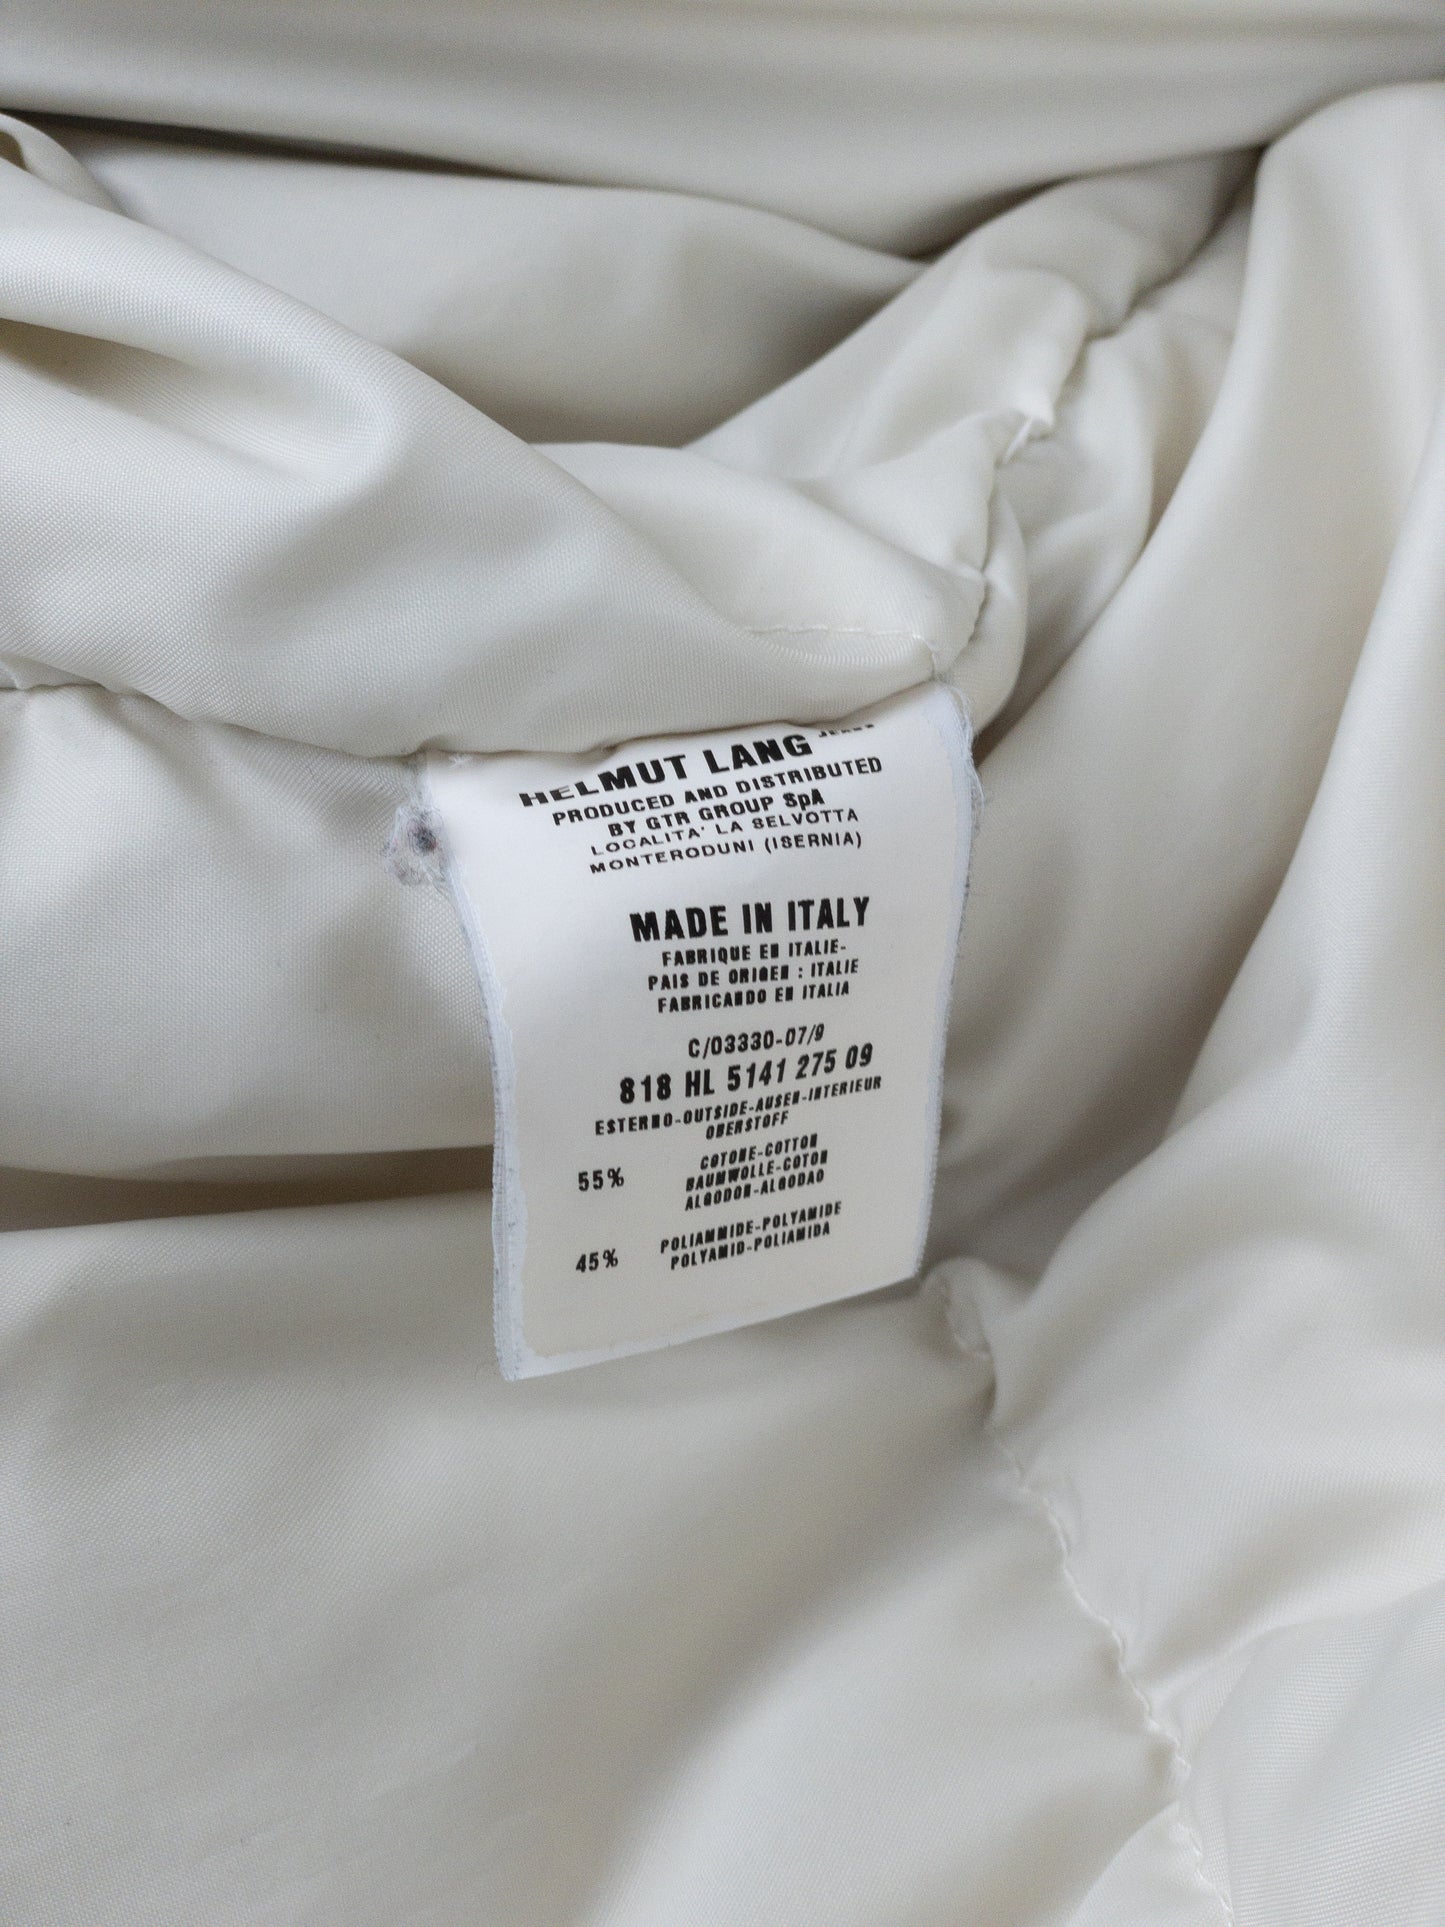 HELMUT LANG JEANS
PRODUCED AND DISTRIBUTED
BY GTR GROUP SpA
LOCALITA' LA SELVOTTA
MONTERODUNI (ISERNIA)
MADE IN ITALY
FABRIQUE EN ITALIE-
PAIS DE ORIGEN : ITALIE
FABRICANDO EN ITALIA
C/03330-07/9
818 HL 5141 275 09
ESTERNO-OUTSIDE-AUSEN-INTERIEUR
OBERSTOFF
55% COTONE-COTTON
BAUMWOLLE-COTON
ALGODON-ALGODAO
45% POLIAMMIDE-POLYAMIDE
POLYAMID-POLIAMIDA